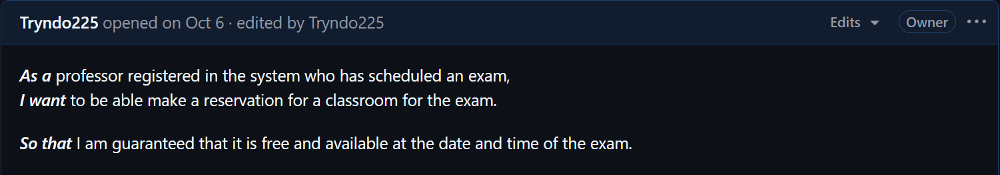 Tryndo225 opened on Oct 6 · edited by Tryndo225 Edits Owner
As a professor registered in the system who has scheduled an exam,
I want to be able make a reservation for a classroom for the exam.
So that I am guaranteed that it is free and available at the date and time of the exam.